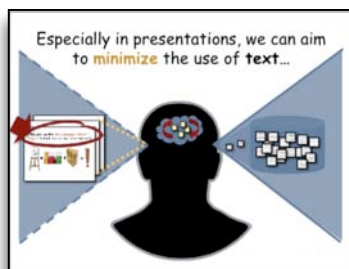 Especially in presentations, we can aim
to minimize the use of text...